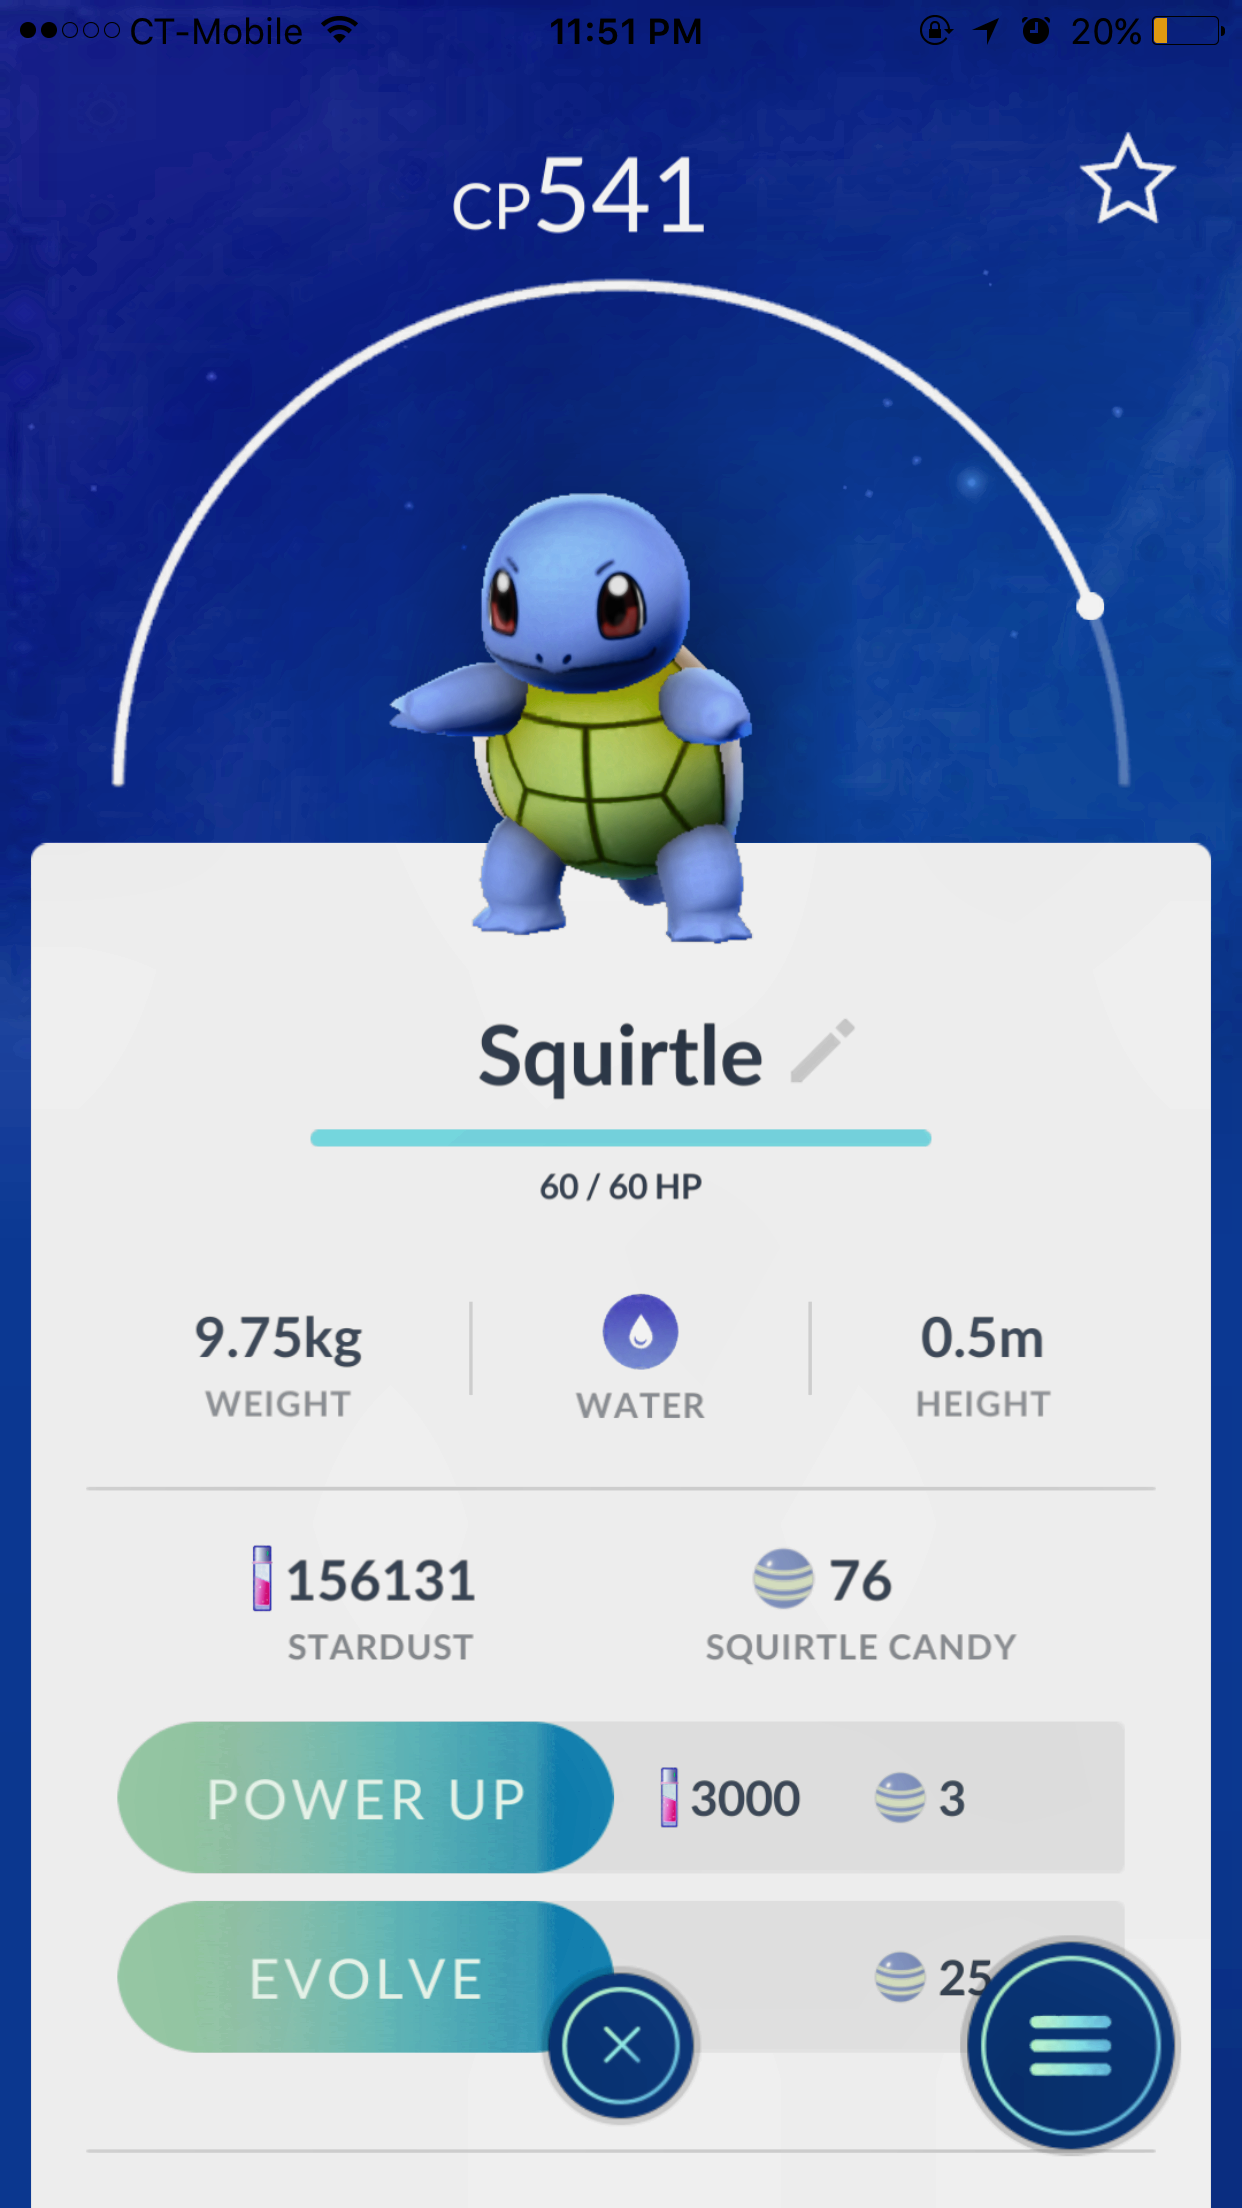 CT-Mobile 11:51 PM 20%
CP541
Squirtle
60 / 60 HP
9.75kg 0.5m
WEIGHT WATER HEIGHT
156131 76
STARDUST SQUIRTLE CANDY
POWER UP 3000 3
EVOLVE 25